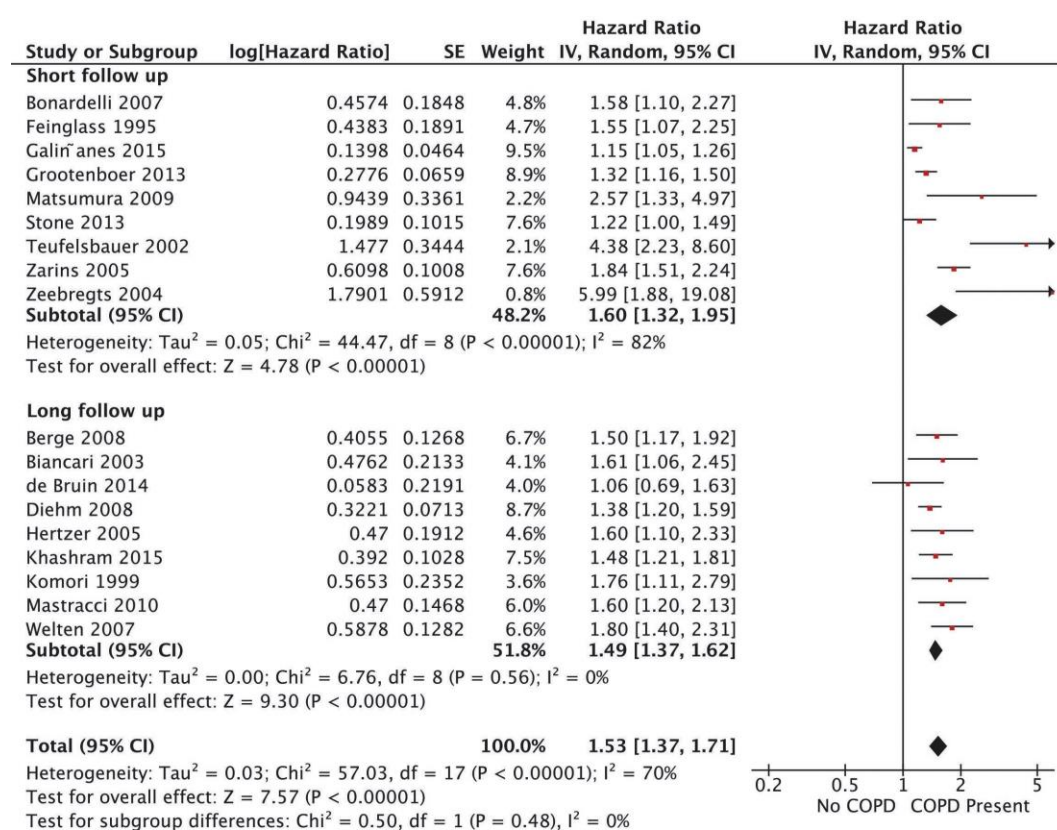 Hazard Ratio Hazard Ratio
Study or Subgroup log[Hazard Ratio] SE Weight IV, Random, 95% CI IV, Random, 95% CI
Short follow up
Bonardelli 2007 0.4574 0.1848 4.8% 1.58 [1.10, 2.27]
Feinglass 1995 0.4383 0.1891 4.7% 1.55 [1.07, 2.25]
Galin ̃anes 2015 0.1398 0.0464 9.5% 1.15 [1.05, 1.26]
Grootenboer 2013 0.2776 0.0659 8.9% 1.32 [1.16, 1.50]
Matsumura 2009 0.9439 0.3361 2.2% 2.57 [1.33, 4.97]
Stone 2013 0.1989 0.1015 7.6% 1.22 [1.00, 1.49]
Teufelsbauer 2002 1.477 0.3444 2.1% 4.38 [2.23, 8.60]
Zarins 2005 0.6098 0.1008 7.6% 1.84 [1.51, 2.24]
Zeebregts 2004 1.7901 0.5912 0.8% 5.99 [1.88, 19.08]
Subtotal (95% CI) 48.2% 1.60 [1.32, 1.95]
Heterogeneity: Tau² = 0.05; Chi² = 44.47, df = 8 (P < 0.00001); I² = 82%
Test for overall effect: Z = 4.78 (P < 0.00001)
Long follow up
Berge 2008 0.4055 0.1268 6.7% 1.50 [1.17, 1.92]
Biancari 2003 0.4762 0.2133 4.1% 1.61 [1.06, 2.45]
de Bruin 2014 0.0583 0.2191 4.0% 1.06 [0.69, 1.63]
Diehm 2008 0.3221 0.0713 8.7% 1.38 [1.20, 1.59]
Hertzer 2005 0.47 0.1912 4.6% 1.60 [1.10, 2.33]
Khashram 2015 0.392 0.1028 7.5% 1.48 [1.21, 1.81]
Komori 1999 0.5653 0.2352 3.6% 1.76 [1.11, 2.79]
Mastracci 2010 0.47 0.1468 6.0% 1.60 [1.20, 2.13]
Welten 2007 0.5878 0.1282 6.6% 1.80 [1.40, 2.31]
Subtotal (95% CI) 51.8% 1.49 [1.37, 1.62]
Heterogeneity: Tau² = 0.00; Chi² = 6.76, df = 8 (P = 0.56); I² = 0%
Test for overall effect: Z = 9.30 (P < 0.00001)
Total (95% CI) 100.0% 1.53 [1.37, 1.71]
Heterogeneity: Tau² = 0.03; Chi² = 57.03, df = 17 (P < 0.00001); I² = 70%
Test for overall effect: Z = 7.57 (P < 0.00001)
Test for subgroup differences: Chi² = 0.50, df = 1 (P = 0.48), I² = 0%
0.2 0.5 1 2 5
No COPD COPD Present